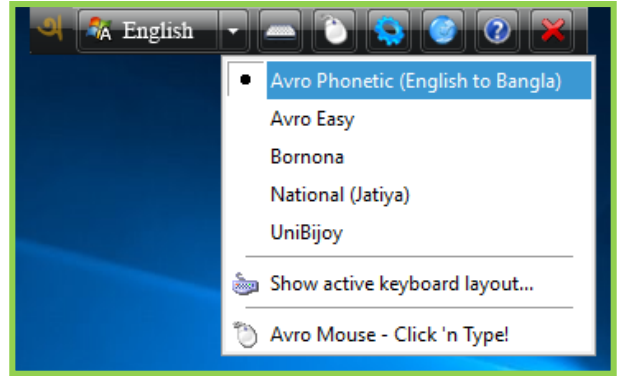 অ English
Avro Phonetic (English to Bangla)
Avro Easy
Bornona
National (Jatiya)
UniBijoy
Show active keyboard layout...
Avro Mouse - Click 'n Type!